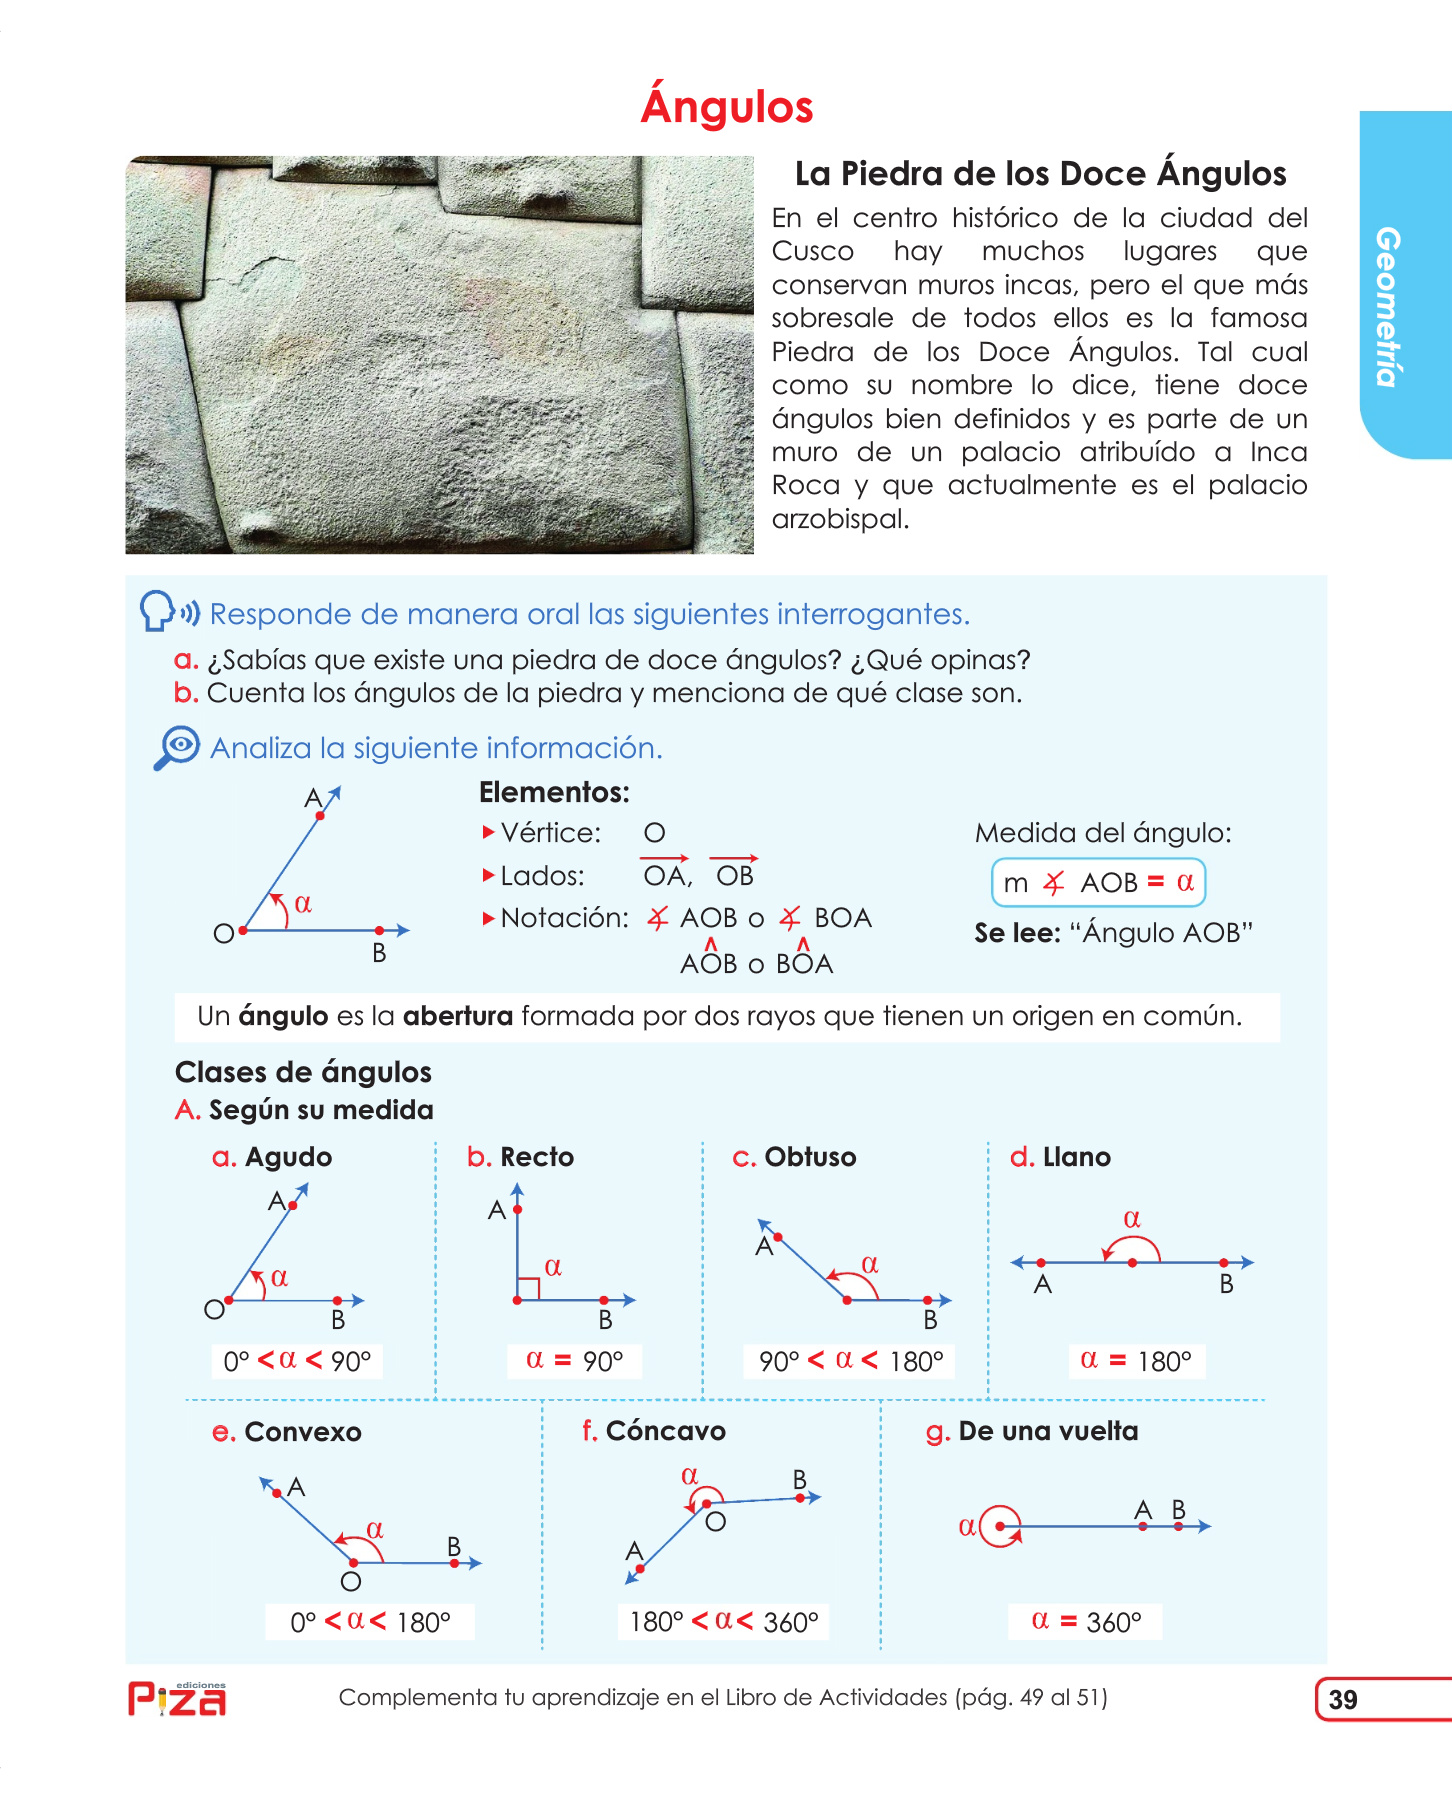 Ángulos
La Piedra de los Doce Ángulos
En el centro histórico de la ciudad del
Cusco hay muchos lugares que
conservan muros incas, pero el que más
sobresale de todos ellos es la famosa
Piedra de los Doce Ángulos. Tal cual
como su nombre lo dice, tiene doce
ángulos bien definidos y es parte de un
muro de un palacio atribuído a Inca
Roca y que actualmente es el palacio
arzobispal.
Geometría
Responde de manera oral las siguientes interrogantes.
a. ¿Sabías que existe una piedra de doce ángulos? ¿Qué opinas?
b. Cuenta los ángulos de la piedra y menciona de qué clase son.
Analiza la siguiente información.
A
α
O
B
Elementos:
Vértice: O
Lados: OA, OB
Notación: ∡ AOB o ∡ BOA
AÔB o BÔA
Medida del ángulo:
m ∡ AOB = α
Se lee: “Ángulo AOB”
Un ángulo es la abertura formada por dos rayos que tienen un origen en común.
Clases de ángulos
A. Según su medida
a. Agudo
A
α
O
B
0° < α < 90°
b. Recto
A
α
B
α = 90°
c. Obtuso
A
α
B
90° < α < 180°
d. Llano
α
A
B
α = 180°
e. Convexo
A
α
B
O
0° < α < 180°
f. Cóncavo
α
B
O
A
180° < α < 360°
g. De una vuelta
A B
α
α = 360°
ediciones
Piza
Complementa tu aprendizaje en el Libro de Actividades (pág. 49 al 51)
39